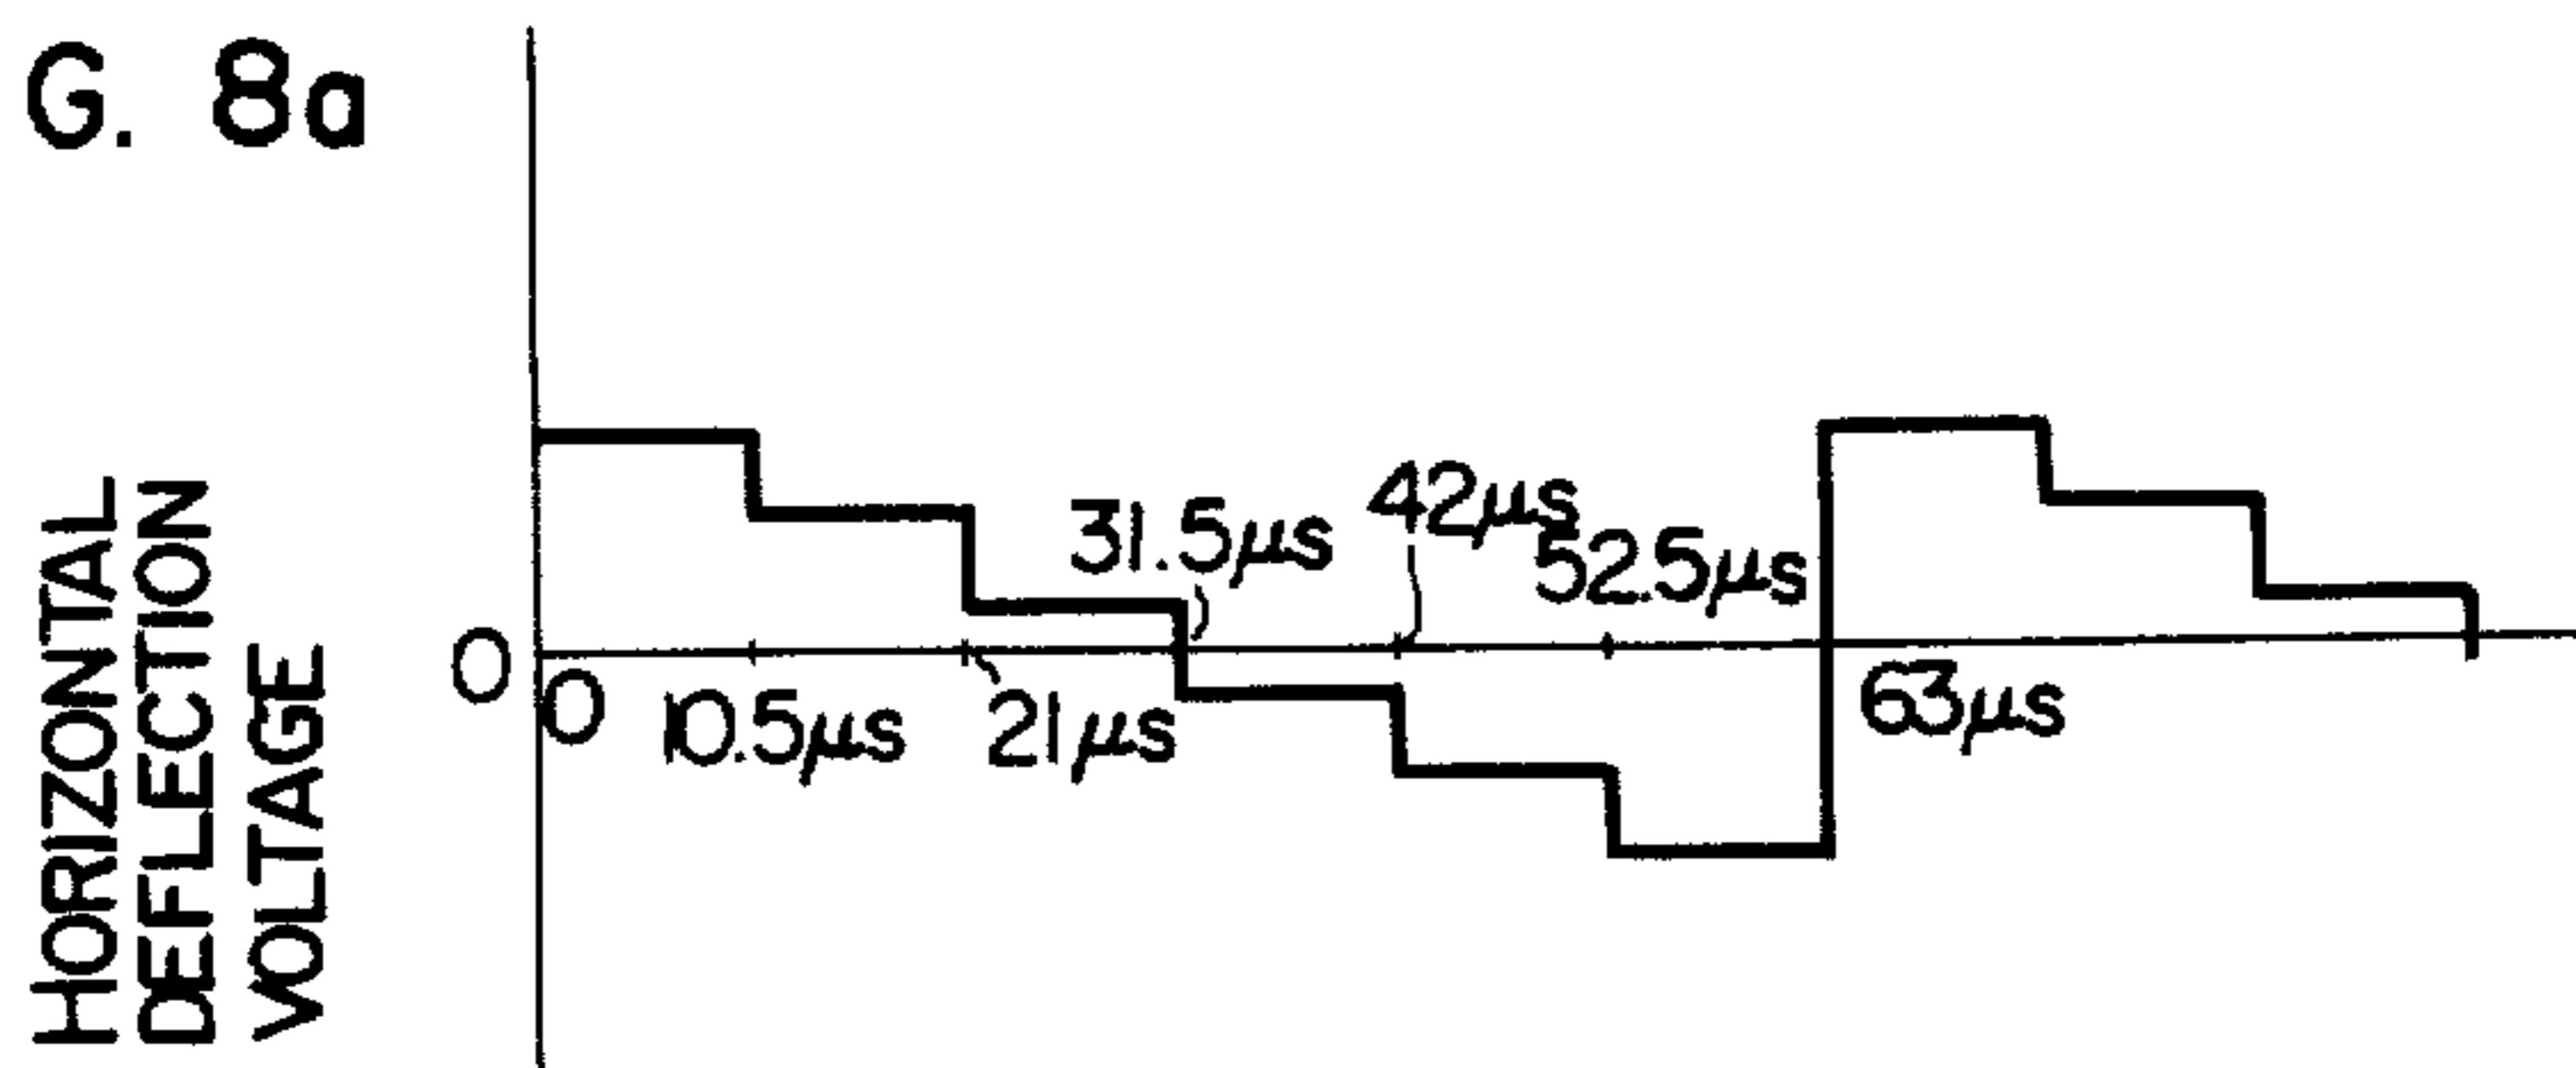 G. 8a
HORIZONTAL
DEFLECTION
VOLTAGE
0
0
10.5μs
21μs
31.5μs
42μs
52.5μs
63μs